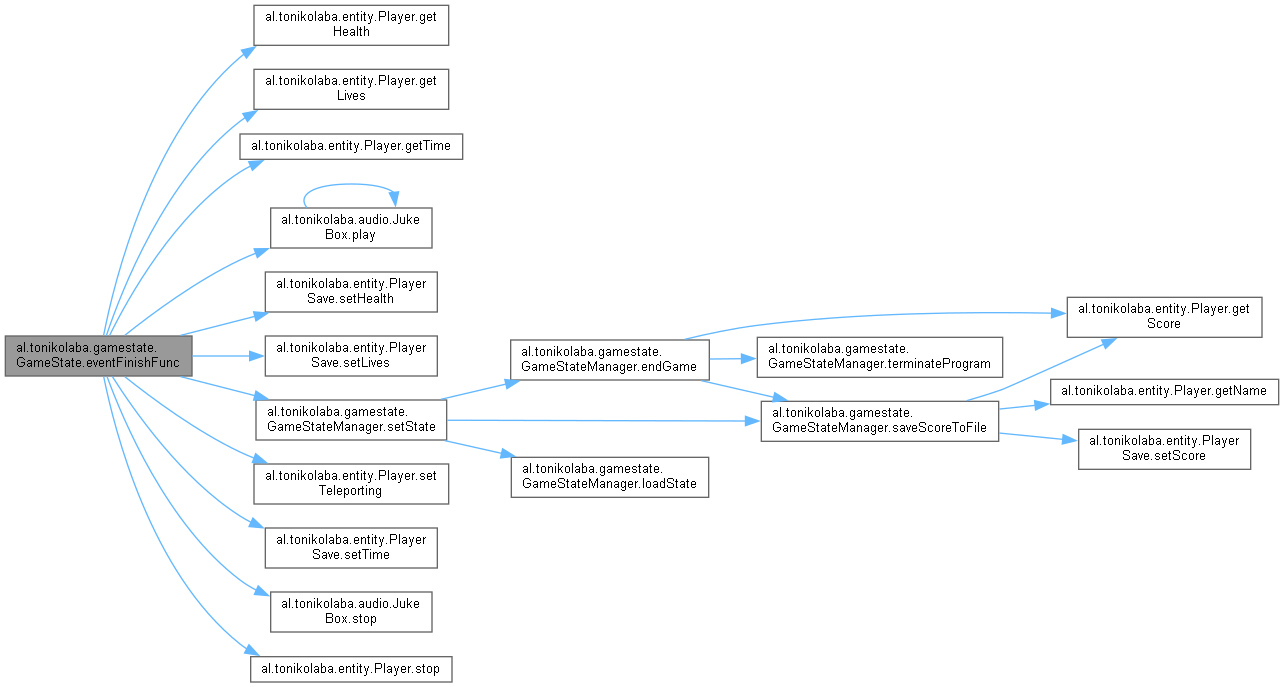 al.tonikolaba.entity.Player.get
Health
al.tonikolaba.entity.Player.get
Lives
al.tonikolaba.entity.Player.getTime
al.tonikolaba.audio.Juke
Box.play
al.tonikolaba.entity.Player
Save.setHealth
al.tonikolaba.gamestate.
GameState.eventFinishFunc
al.tonikolaba.entity.Player
Save.setLives
al.tonikolaba.gamestate.
GameStateManager.setState
al.tonikolaba.entity.Player.set
Teleporting
al.tonikolaba.entity.Player
Save.setTime
al.tonikolaba.audio.Juke
Box.stop
al.tonikolaba.entity.Player.stop
al.tonikolaba.gamestate.
GameStateManager.endGame
al.tonikolaba.gamestate.
GameStateManager.loadState
al.tonikolaba.gamestate.
GameStateManager.terminateProgram
al.tonikolaba.gamestate.
GameStateManager.saveScoreToFile
al.tonikolaba.entity.Player.get
Score
al.tonikolaba.entity.Player.getName
al.tonikolaba.entity.Player
Save.setScore